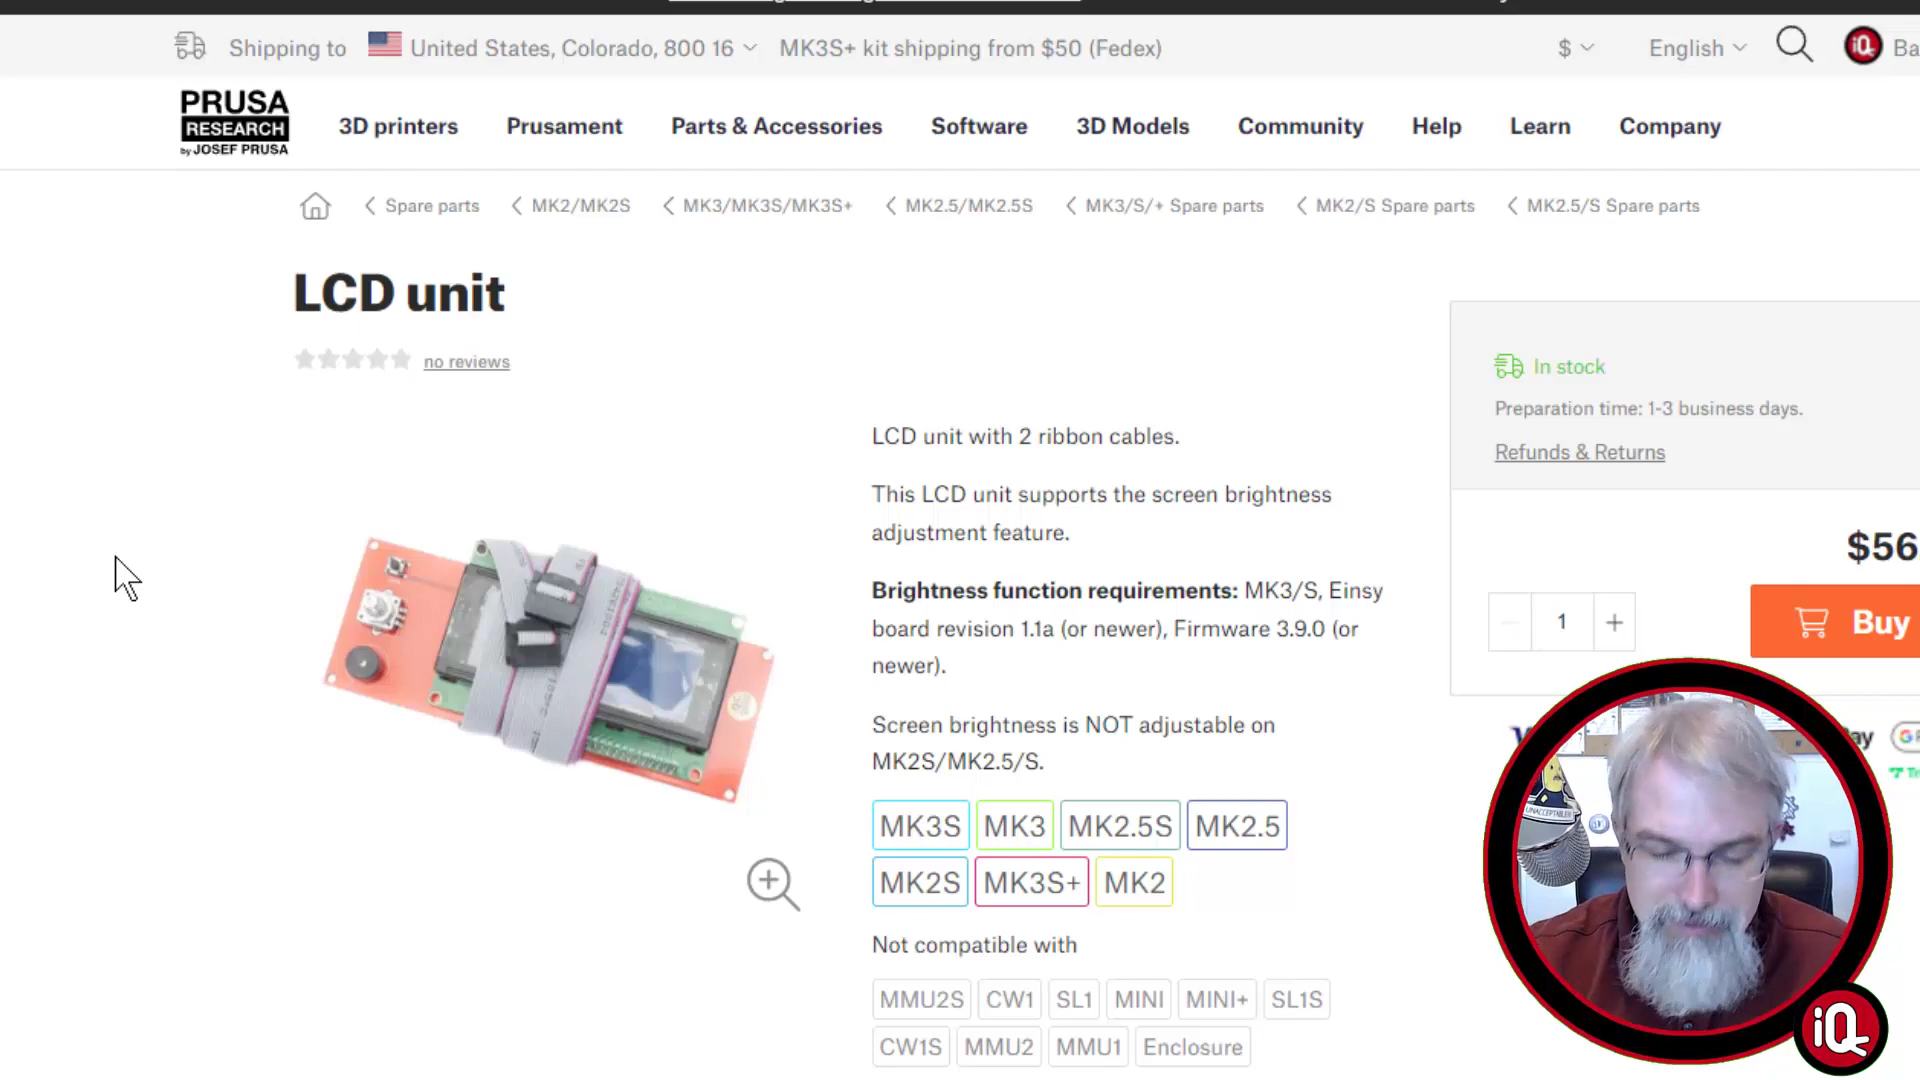 Shipping to United States, Colorado, 800 16 MK3S+ kit shipping from $50 (Fedex) $ English iQ Ba
PRUSA
RESEARCH
by JOSEF PRUSA
3D printers Prusament Parts & Accessories Software 3D Models Community Help Learn Company
Spare parts MK2/MK2S MK3/MK3S/MK3S+ MK2.5/MK2.5S MK3/S/+ Spare parts MK2/S Spare parts MK2.5/S Spare parts
LCD unit
no reviews
In stock
Preparation time: 1-3 business days.
Refunds & Returns
LCD unit with 2 ribbon cables.
This LCD unit supports the screen brightness
adjustment feature.
$56
Brightness function requirements: MK3/S, Einsy
board revision 1.1a (or newer), Firmware 3.9.0 (or
newer).
1
Buy
Screen brightness is NOT adjustable on
MK2S/MK2.5/S.
MK3S MK3 MK2.5S MK2.5
MK2S MK3S+ MK2
Not compatible with
MMU2S CW1 SL1 MINI MINI+ SL1S
CW1S MMU2 MMU1 Enclosure
ay G
UNACCEPTABLE
iQ